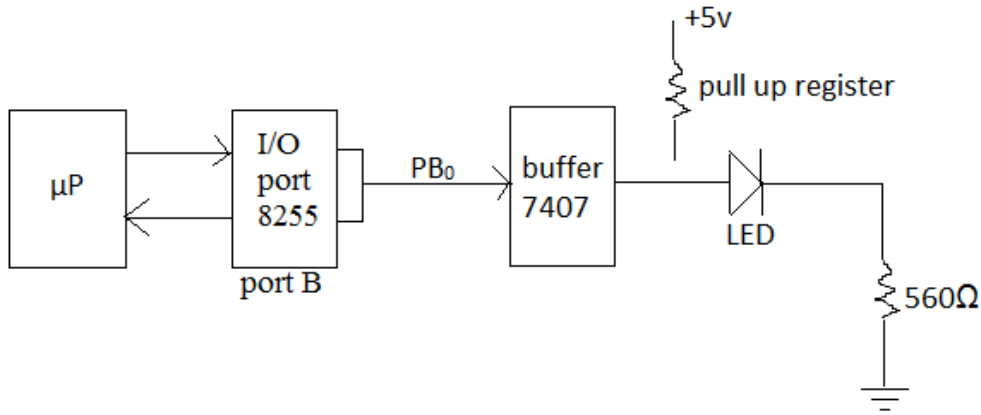 +5v
pull up register
μP
I/O
port
8255
port B
PB₀
buffer
7407
LED
560Ω